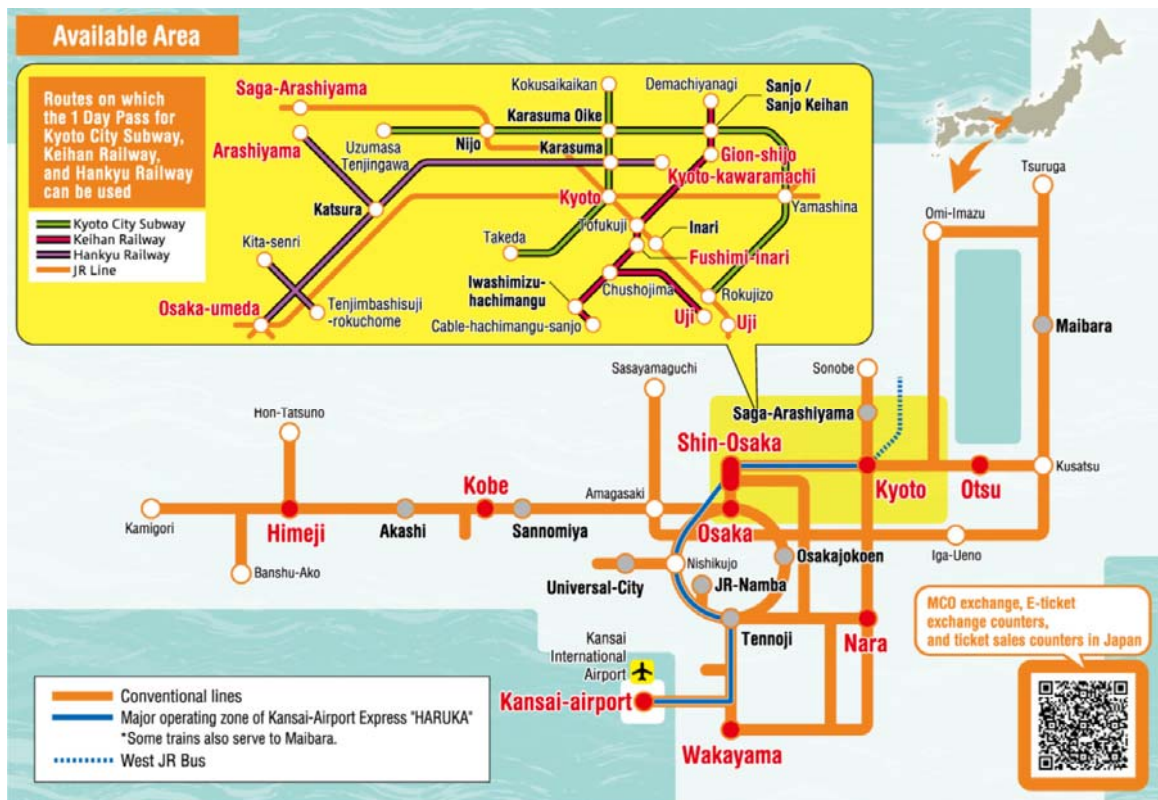 Available Area
Routes on which
the 1 Day Pass for
Kyoto City Subway,
Keihan Railway,
and Hankyu Railway
can be used
Kyoto City Subway
Keihan Railway
Hankyu Railway
JR Line
Saga-Arashiyama
Arashiyama
Uzumasa
Tenjingawa
Nijo
Kokusaikaikan
Karasuma Oike
Karasuma
Demachiyanagi
Sanjo /
Sanjo Keihan
Gion-shijo
Kyoto-kawaramachi
Katsura
Kyoto
Yamashina
Kita-senri
Takeda
Tofukuji
Inari
Fushimi-inari
Osaka-umeda
Tenjimbashisuji
-rokuchome
Iwashimizu-
hachimangu
Chushojima
Rokujizo
Cable-hachimangu-sanjo
Uji
Uji
Tsuruga
Omi-Imazu
Maibara
Sasayamaguchi
Sonobe
Saga-Arashiyama
Hon-Tatsuno
Shin-Osaka
Kyoto
Otsu
Kusatsu
Kamigori
Himeji
Akashi
Kobe
Sannomiya
Amagasaki
Osaka
Iga-Ueno
Banshu-Ako
Universal-City
Nishikujo
Osakajokoen
JR-Namba
Tennoji
Nara
Kansai
International
Airport
Kansai-airport
Wakayama
MCO exchange, E-ticket
exchange counters,
and ticket sales counters in Japan
Conventional lines
Major operating zone of Kansai-Airport Express "HARUKA"
*Some trains also serve to Maibara.
West JR Bus